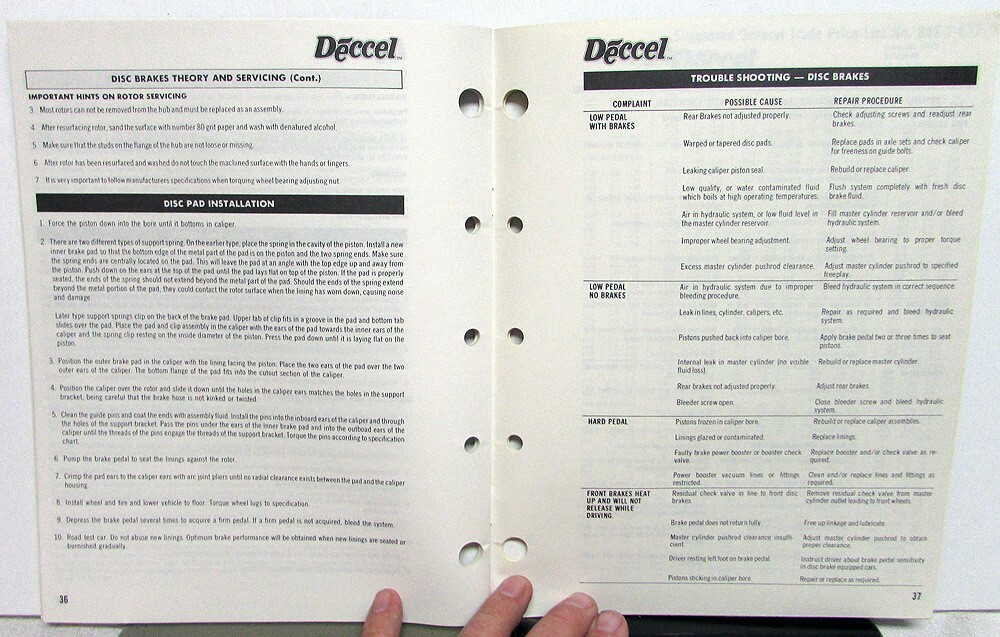 Dēccel
DISC BRAKES THEORY AND SERVICING (Cont.)
IMPORTANT HINTS ON ROTOR SERVICING
3 Most rotors can not be removed from the hub and must be replaced as an assembly.
4 After resurfacing rotor, sand the surface with number 80 grit paper and wash with denatured alcohol.
5 Make sure that the studs on the flange of the hub are not loose or missing.
6 After rotor has been resurfaced and washed do not touch the machined surface with the hands or fingers.
7 It is very important to follow manufacturers specifications when torquing wheel bearing adjusting nut.
DISC PAD INSTALLATION
1. Force the piston down into the bore until it bottoms in caliper.
2. There are two different types of support spring. On the earlier type, place the spring in the cavity of the piston. Install a new
inner brake pad so that the bottom edge of the metal part of the pad is on the piston and the two spring ends. Make sure
the spring ends are centrally located on the pad. This will leave the pad at an angle with the top edge up and away from
the piston. Push down on the ears at the top of the pad until the pad lays flat on top of the piston. If the pad is properly
seated, the ends of the spring should not extend beyond the metal part of the pad. Should the ends of the spring extend
beyond the metal portion of the pad, they could contact the rotor surface when the lining has worn down, causing noise
and damage.
Later type support springs clip on the back of the brake pad. Upper tab of clip fits in a groove in the pad and bottom tab
slides over the pad. Place the pad and clip assembly in the caliper with the ears of the pad towards the inner ears of the
caliper and the spring clip resting on the inside diameter of the piston. Press the pad down until it is laying flat on the
piston.
3. Position the outer brake pad in the caliper with the lining facing the piston. Place the two ears of the pad over the two
outer ears of the caliper. The bottom flange of the pad fits into the cutout section of the caliper.
4. Position the caliper over the rotor and slide it down until the holes in the caliper ears matches the holes in the support
bracket, being careful that the brake hose is not kinked or twisted.
5. Clean the guide pins and coat the ends with assembly fluid. Install the pins into the inboard ears of the caliper and through
the holes of the support bracket. Pass the pins under the ears of the inner brake pad and into the outboad ears of the
caliper until the threads of the pins engage the threads of the support bracket. Torque the pins according to specification
chart.
6. Pump the brake pedal to seat the linings against the rotor.
7. Crimp the pad ears to the caliper ears with arc joint pliers until no radial clearance exists between the pad and the caliper
housing.
8. Install wheel and tire and lower vehicle to floor. Torque wheel lugs to specification.
9. Depress the brake pedal several times to acquire a firm pedal. If a firm pedal is not acquired, bleed the system.
10. Road test car. Do not abuse new linings. Optimum brake performance will be obtained when new linings are seated or
burnished gradually.
36
Dēccel
TROUBLE SHOOTING — DISC BRAKES
COMPLAINT POSSIBLE CAUSE REPAIR PROCEDURE
LOW PEDAL Rear Brakes not adjusted properly. Check adjusting screws and readjust rear
WITH BRAKES brakes.
Warped or tapered disc pads. Replace pads in axle sets and check caliper
for freeness on guide bolts.
Leaking caliper piston seal. Rebuild or replace caliper.
Low quality, or water contaminated fluid Flush system completely with fresh disc
which boils at high operating temperatures. brake fluid.
Air in hydraulic system, or low fluid level in Fill master cylinder reservoir and/or bleed
the master cylinder reservoir. hydraulic system.
Improper wheel bearing adjustment. Adjust wheel bearing to proper torque
setting.
Excess master cylinder pushrod clearance. Adjust master cylinder pushrod to specified
freeplay.
LOW PEDAL Air in hydraulic system due to improper Bleed hydraulic system in correct sequence.
NO BRAKES bleeding procedure.
Leak in lines, cylinder, calipers, etc. Repair as required and bleed hydraulic
system.
Pistons pushed back into caliper bore. Apply brake pedal two or three times to seat
pistons.
Internal leak in master cylinder (no visible Rebuild or replace master cylinder.
fluid loss).
Rear brakes not adjusted properly. Adjust rear brakes.
Bleeder screw open. Close bleeder screw and bleed hydraulic
system.
HARD PEDAL Pistons frozen in caliper bore. Rebuild or replace caliper assemblies.
Linings glazed or contaminated. Replace linings.
Faulty brake power booster or booster check Replace booster and/or check valve as re-
valve. quired.
Power booster vacuum lines or fittings Clean and/or replace lines and fittings as
restricted. required.
FRONT BRAKES HEAT Residual check valve in line to front disc Remove residual check valve from master
UP AND WILL NOT brakes. cylinder outlet leading to front wheels.
RELEASE WHILE
DRIVING. Brake pedal does not return fully. Free up linkage and lubricate.
Master cylinder pushrod clearance insuffi- Adjust master cylinder pushrod to obtain
cient. proper clearance.
Driver resting left foot on brake pedal. Instruct driver about brake pedal sensitivity
in disc brake equipped cars.
Pistons sticking in caliper bore. Repair or replace as required.
37